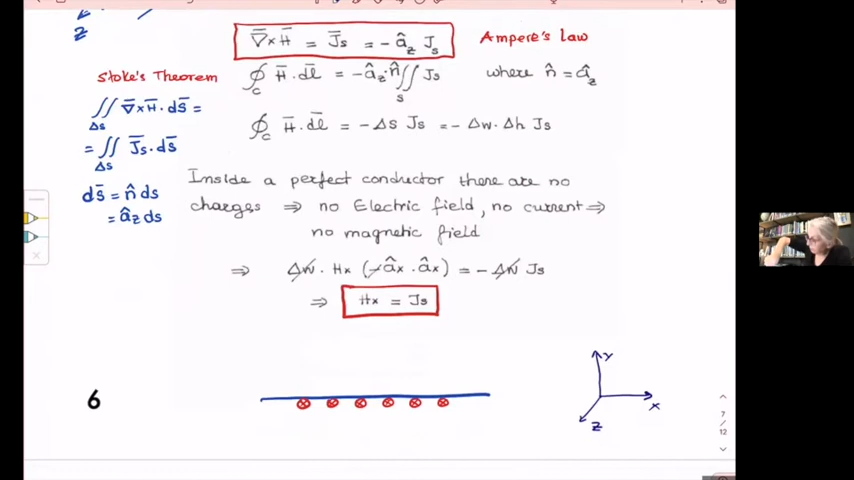 Z
∇̅×H̅ = J̅s = -âz Js Ampere's Law
Stoke's Theorem
∮c H̅.dl̅ = -âz.n̂ ∬s Js where n̂ = âz
∬Δs ∇̅×H̅.ds̅ =
∮c H̅.dl̅ = -Δs Js = -Δw.Δh Js
= ∬Δs J̅s.ds̅
Inside a perfect conductor there are no
ds̅ = n̂ ds
charges ⇒ no Electric field, no current ⇒
= âz ds
no magnetic field
⇒ Δw.Hx (-âx.âx) = -Δw Js
⇒ Hx = Js
Y
X
Z
6
7
/
12